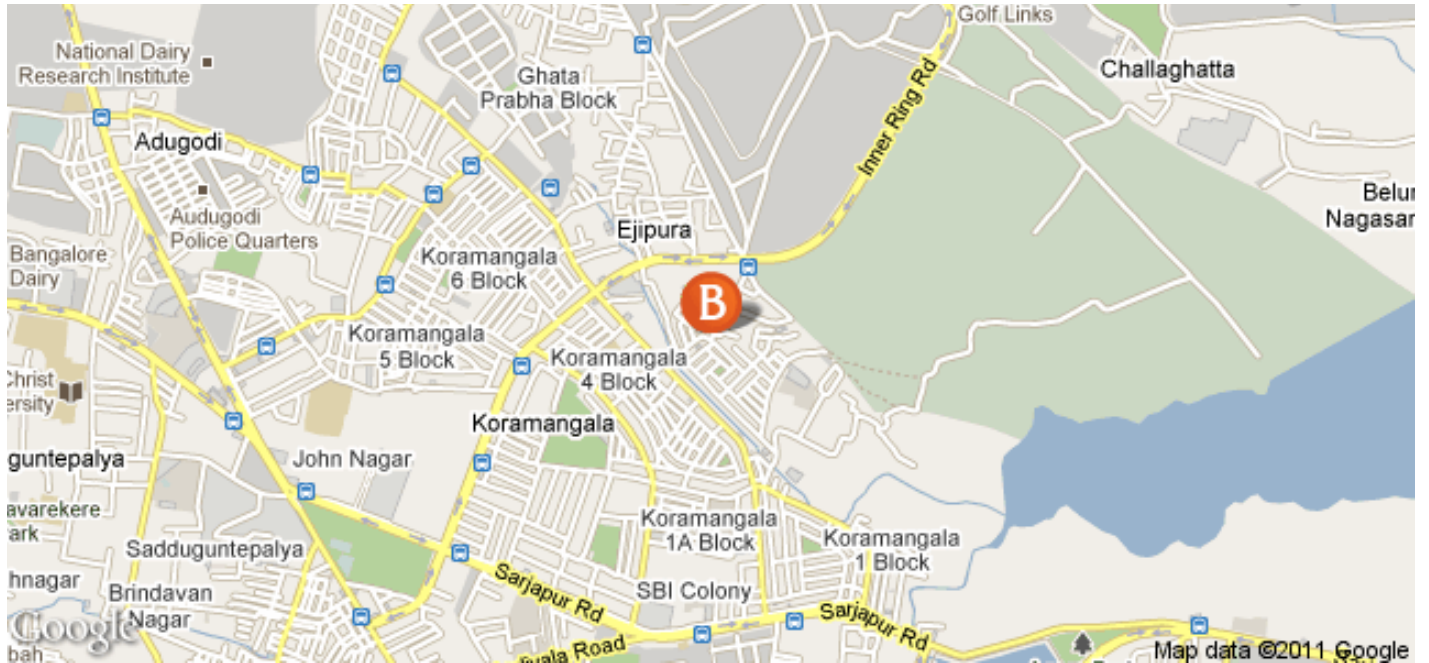 Golf Links
National Dairy
Research Institute
Ghata
Prabha Block
Challaghatta
Inner Ring Rd
Adugodi
Audugodi
Police Quarters
Belur
Nagasar
Ejipura
Bangalore
Dairy
Koramangala
6 Block
B
Koramangala
5 Block
Koramangala
4 Block
Christ
ersity
Koramangala
guntepalya
John Nagar
avarekere
ark
Koramangala
1A Block
Koramangala
1 Block
Sadduguntepalya
hnagar
Brindavan
Nagar
Sarjapur Rd
SBI Colony
Sarjapur Rd
Google
bah
ivala Road
Map data ©2011 Google